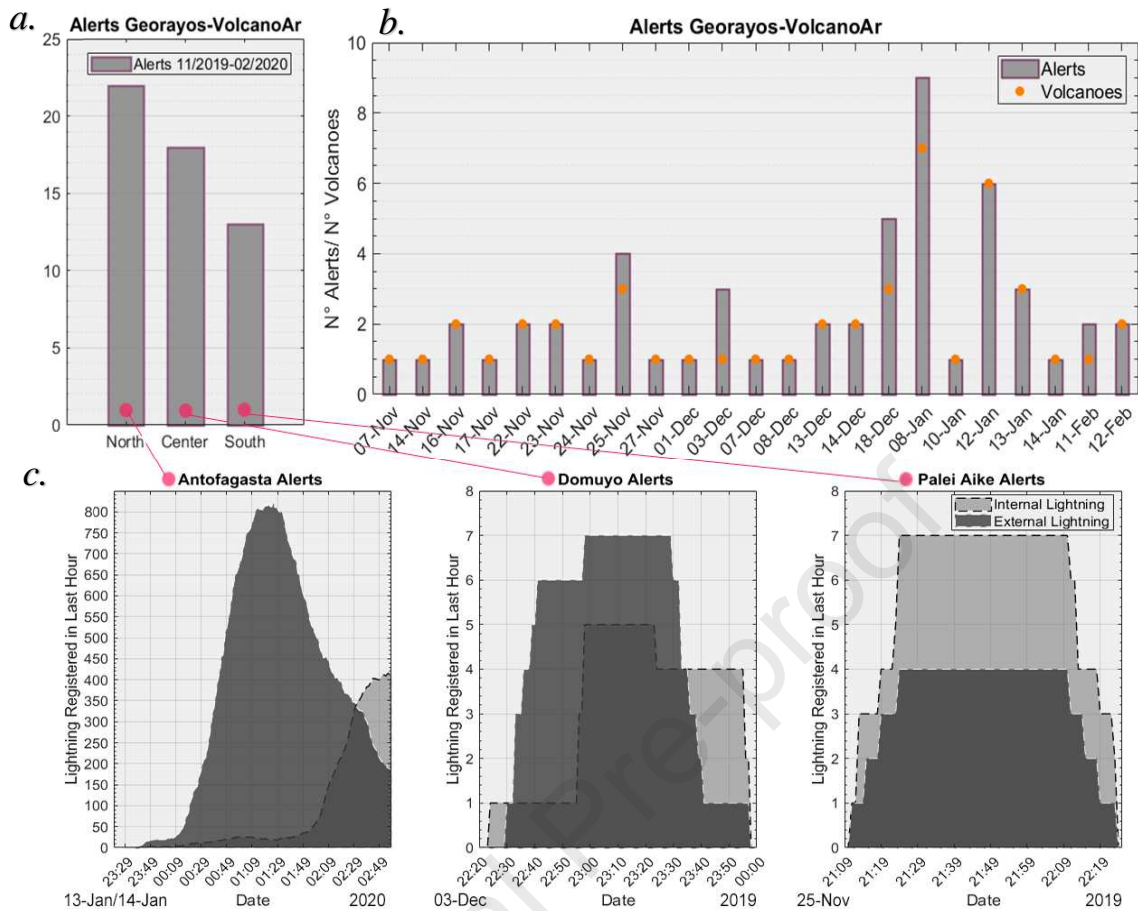 a.
Alerts Georayos-VolcanoAr
25
20
15
10
5
0
Alerts 11/2019-02/2020
North Center South
b.
Alerts Georayos-VolcanoAr
N° Alerts/ N° Volcanoes
10
8
6
4
2
0
Alerts
Volcanoes
07-Nov 14-Nov 16-Nov 17-Nov 22-Nov 23-Nov 24-Nov 25-Nov 27-Nov 01-Dec 03-Dec 07-Dec 08-Dec 13-Dec 14-Dec 18-Dec 08-Jan 10-Jan 12-Jan 13-Jan 14-Jan 11-Feb 12-Feb
c.
Antofagasta Alerts
Lightning Registered in Last Hour
800
750
700
650
600
550
500
450
400
350
300
250
200
150
100
50
0
23:29 23:49 00:09 00:29 00:49 01:09 01:29 01:49 02:09 02:29 02:49
13-Jan/14-Jan Date 2020
Domuyo Alerts
Lightning Registered in Last Hour
8
7
6
5
4
3
2
1
0
22:20 22:30 22:40 22:50 23:00 23:10 23:20 23:30 23:40 23:50 00:00
03-Dec Date 2019
Palei Aike Alerts
Lightning Registered in Last Hour
8
7
6
5
4
3
2
1
0
Internal Lightning
External Lightning
21:09 21:19 21:29 21:39 21:49 21:59 22:09 22:19
25-Nov Date 2019
Pre-proof